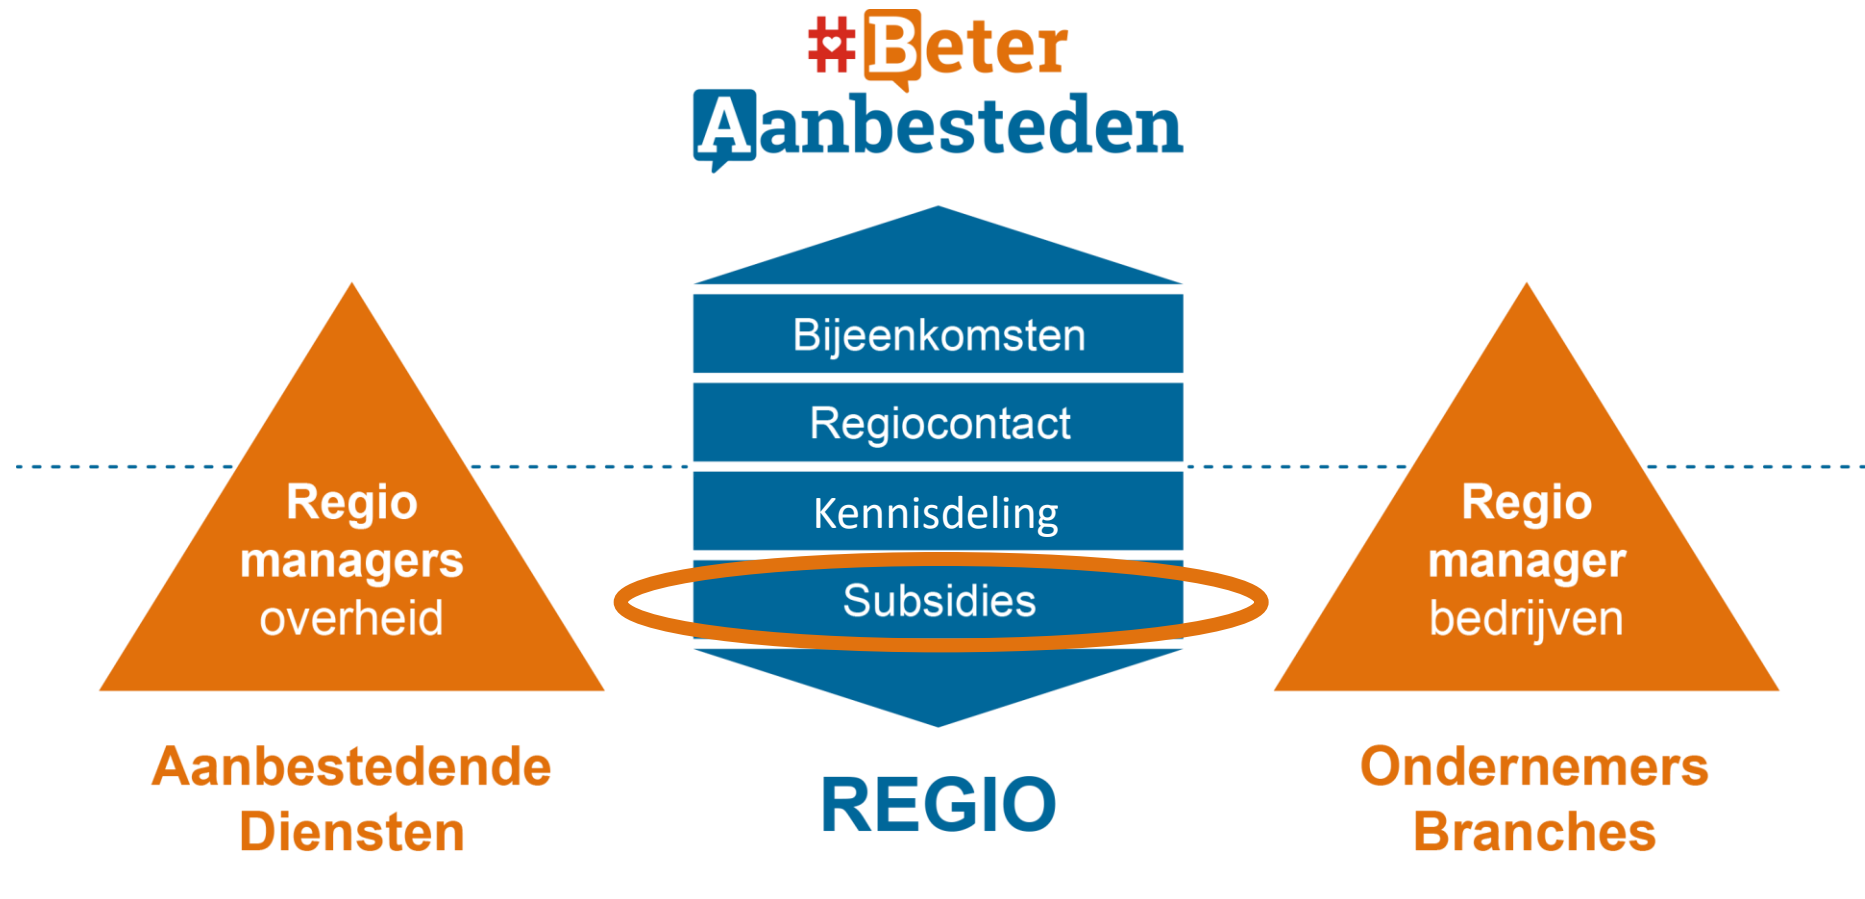 #Beter
Aanbesteden
Bijeenkomsten
Regiocontact
Kennisdeling
Subsidies
REGIO
Regio
managers
overheid
Aanbestedende
Diensten
Regio
manager
bedrijven
Ondernemers
Branches